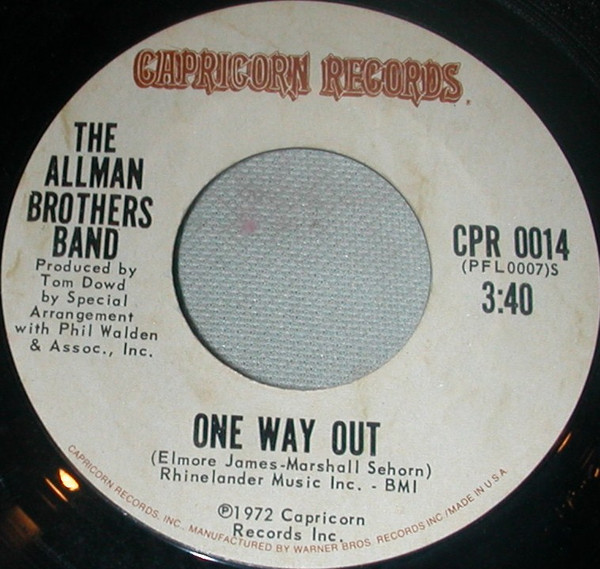 CAPRICORN RECORDS.
THE
ALLMAN
BROTHERS
BAND
Produced by
Tom Dowd
by Special
Arrangement
with Phil Walden
& Assoc., Inc.
CPR 0014
(PFL0007)S
3:40
ONE WAY OUT
(Elmore James-Marshall Sehorn)
Rhinelander Music Inc. - BMI
℗1972 Capricorn
Records Inc.
CAPRICORN RECORDS, INC. MANUFACTURED BY WARNER BROS. RECORDS INC / MADE IN U.S.A